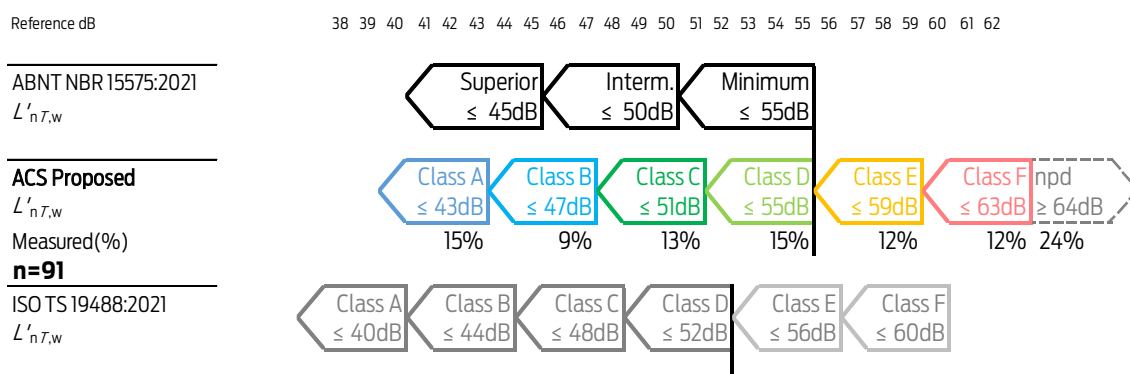 Reference dB 38 39 40 41 42 43 44 45 46 47 48 49 50 51 52 53 54 55 56 57 58 59 60 61 62
ABNT NBR 15575:2021 Superior Interm. Minimum
L'nT,w ≤ 45dB ≤ 50dB ≤ 55dB
ACS Proposed Class A Class B Class C Class D Class E Class F npd
L'nT,w ≤ 43dB ≤ 47dB ≤ 51dB ≤ 55dB ≤ 59dB ≤ 63dB ≥ 64dB
Measured(%) 15% 9% 13% 15% 12% 12% 24%
n=91
ISO TS 19488:2021 Class A Class B Class C Class D Class E Class F
L'nT,w ≤ 40dB ≤ 44dB ≤ 48dB ≤ 52dB ≤ 56dB ≤ 60dB